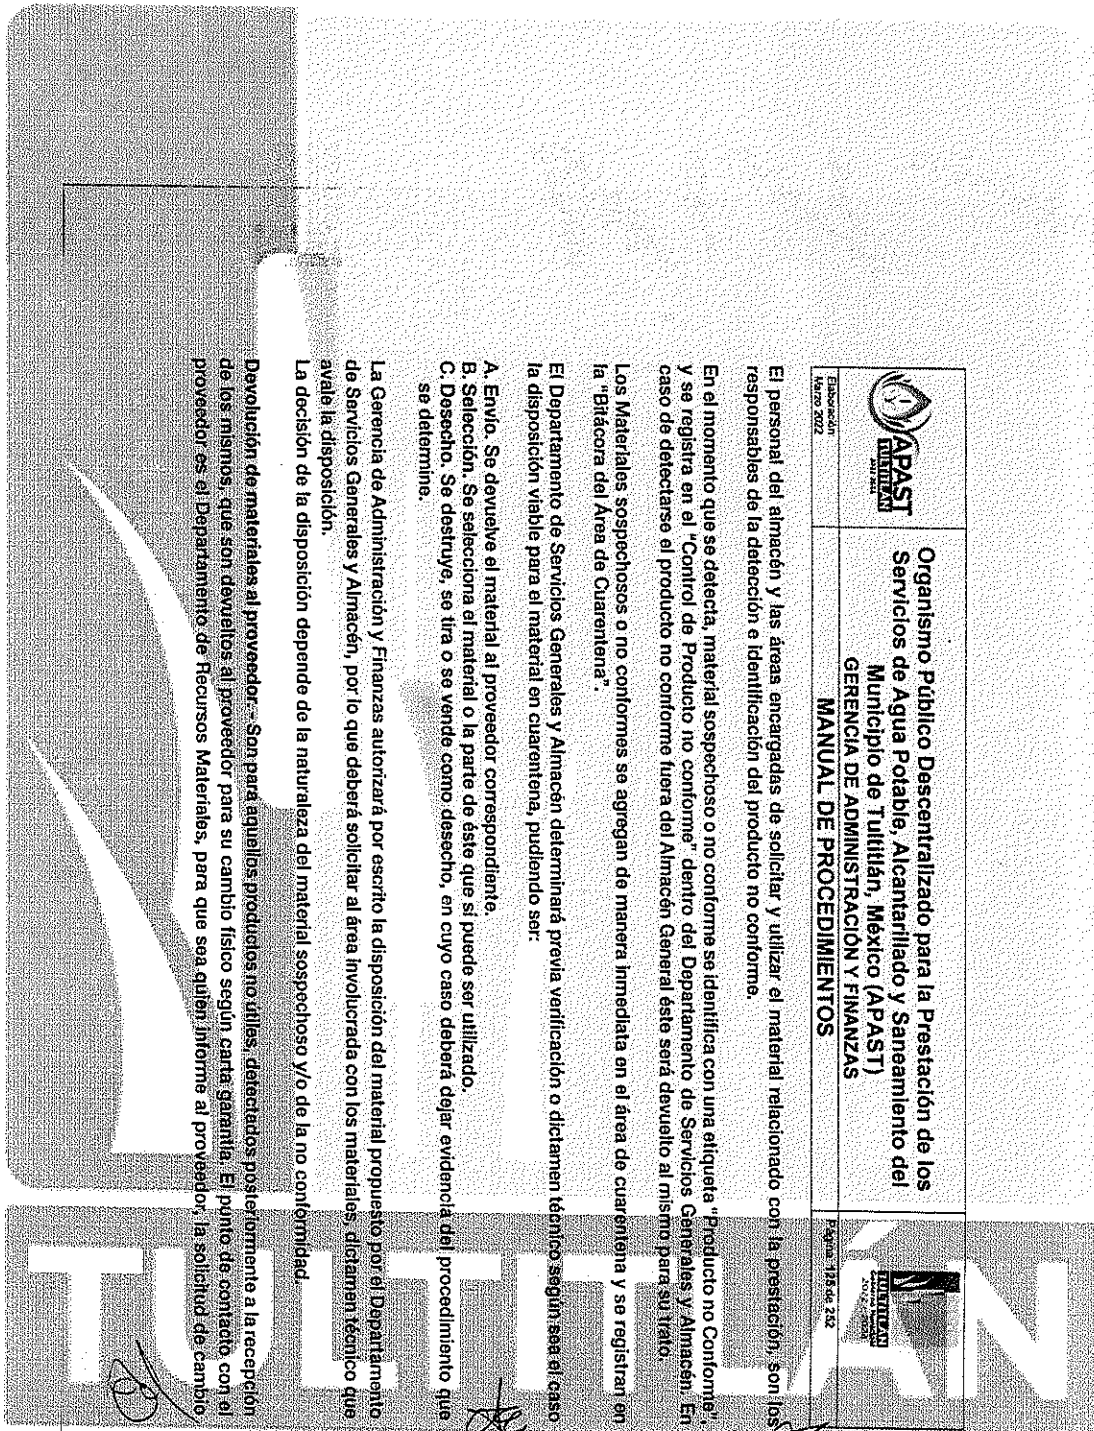 APAST
TULTITLÁN
2022-2024
Organismo Público Descentralizado para la Prestación de los
Servicios de Agua Potable, Alcantarillado y Saneamiento del
Municipio de Tultitlán, México (APAST)
GERENCIA DE ADMINISTRACIÓN Y FINANZAS
TULTITLÁN
2022-2024
Elaboración
Marzo 2022
MANUAL DE PROCEDIMIENTOS
Página 128 de 252
El personal del almacén y las áreas encargadas de solicitar y utilizar el material relacionado con la prestación, son los
responsables de la detección e identificación del producto no conforme.
En el momento que se detecta, material sospechoso o no conforme se identifica con una etiqueta "Producto no Conforme",
y se registra en el "Control de Producto no conforme" dentro del Departamento de Servicios Generales y Almacén. En
caso de detectarse el producto no conforme fuera del Almacén General éste será devuelto al mismo para su trato.
Los Materiales sospechosos o no conformes se agregan de manera inmediata en el área de cuarentena y se registran en
la "Bitácora del Área de Cuarentena".
El Departamento de Servicios Generales y Almacén determinará previa verificación o dictamen técnico según sea el caso
la disposición viable para el material en cuarentena, pudiendo ser:
A. Envío. Se devuelve el material al proveedor correspondiente.
B. Selección. Se selecciona el material o la parte de éste que sí puede ser utilizado.
C. Desecho. Se destruye, se tira o se vende como desecho, en cuyo caso deberá dejar evidencia del procedimiento que
se determine.
La Gerencia de Administración y Finanzas autorizará por escrito la disposición del material propuesto por el Departamento
de Servicios Generales y Almacén, por lo que deberá solicitar al área involucrada con los materiales, dictamen técnico que
avale la disposición.
La decisión de la disposición depende de la naturaleza del material sospechoso y/o de la no conformidad.
Devolución de materiales al proveedor.- Son para aquellos productos no útiles, detectados posteriormente a la recepción
de los mismos, que son devueltos al proveedor para su cambio físico según carta garantía. El punto de contacto con el
proveedor es el Departamento de Recursos Materiales, para que sea quien informe al proveedor, la solicitud de cambio
TULTITLÁN